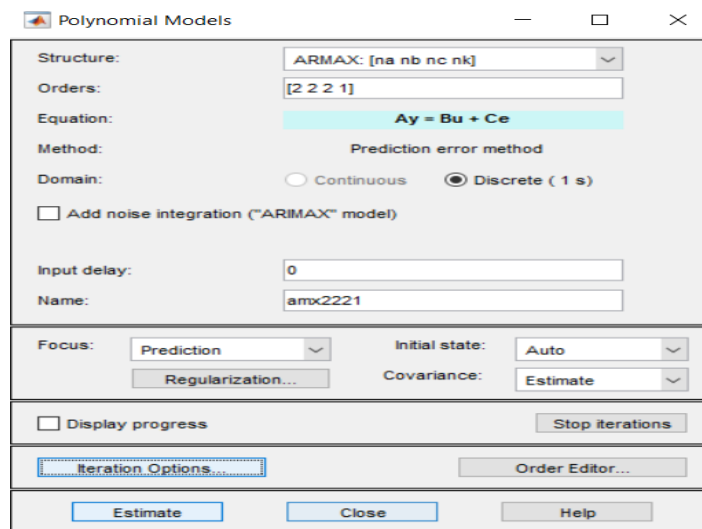 Polynomial Models
Structure: ARMAX: [na nb nc nk]
Orders: [2 2 2 1]
Equation: Ay = Bu + Ce
Method: Prediction error method
Domain: Continuous Discrete ( 1 s)
Add noise integration ("ARIMAX" model)
Input delay: 0
Name: amx2221
Focus: Prediction Initial state: Auto
Regularization... Covariance: Estimate
Display progress Stop iterations
Iteration Options... Order Editor...
Estimate Close Help